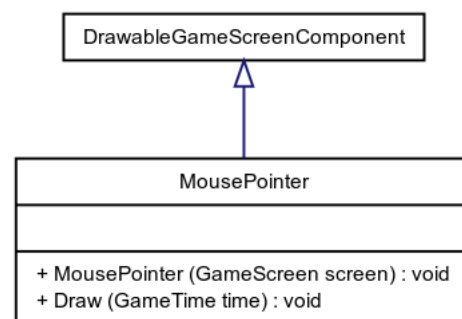 DrawableGameScreenComponent
MousePointer
+ MousePointer (GameScreen screen) : void
+ Draw (GameTime time) : void